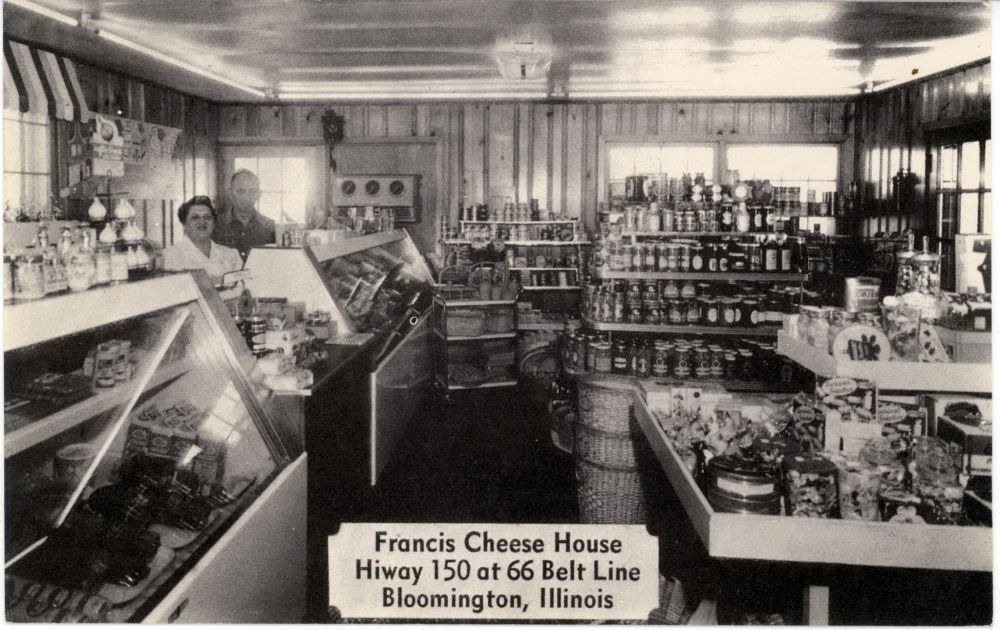 Francis Cheese House
Hiway 150 at 66 Belt Line
Bloomington, Illinois